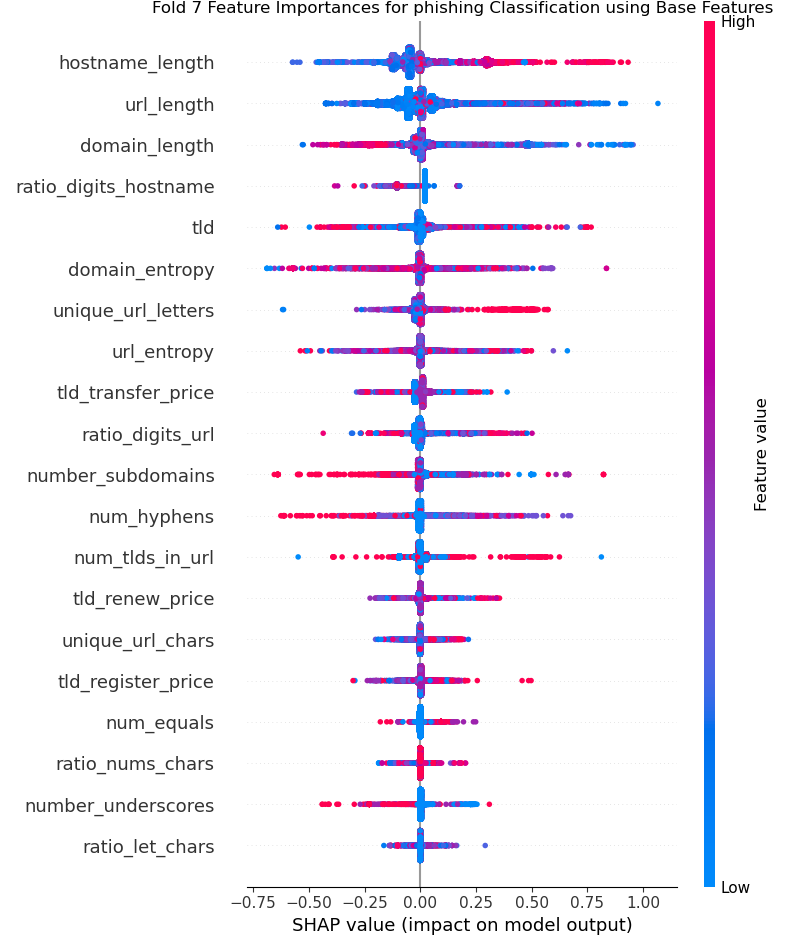 Fold 7 Feature Importances for phishing Classification using Base Features
High
hostname_length
url_length
domain_length
ratio_digits_hostname
tld
domain_entropy
unique_url_letters
url_entropy
tld_transfer_price
ratio_digits_url
number_subdomains
num_hyphens
num_tlds_in_url
tld_renew_price
unique_url_chars
tld_register_price
num_equals
ratio_nums_chars
number_underscores
ratio_let_chars
Feature value
Low
−0.75 −0.50 −0.25 0.00 0.25 0.50 0.75 1.00
SHAP value (impact on model output)